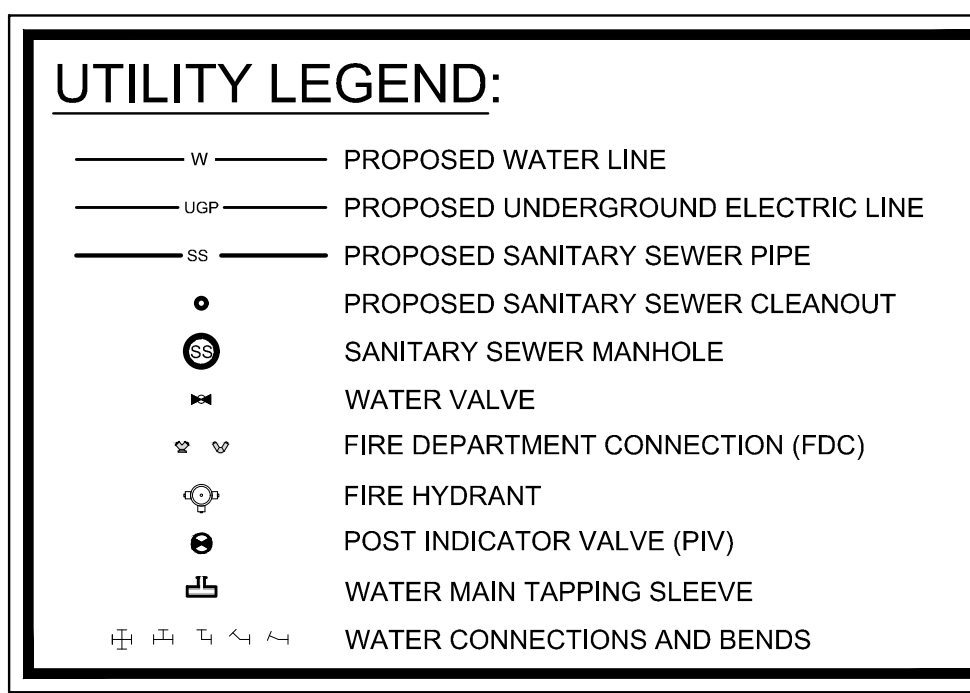 UTILITY LEGEND:
W PROPOSED WATER LINE
UGP PROPOSED UNDERGROUND ELECTRIC LINE
SS PROPOSED SANITARY SEWER PIPE
PROPOSED SANITARY SEWER CLEANOUT
SS SANITARY SEWER MANHOLE
WATER VALVE
FIRE DEPARTMENT CONNECTION (FDC)
FIRE HYDRANT
POST INDICATOR VALVE (PIV)
WATER MAIN TAPPING SLEEVE
WATER CONNECTIONS AND BENDS